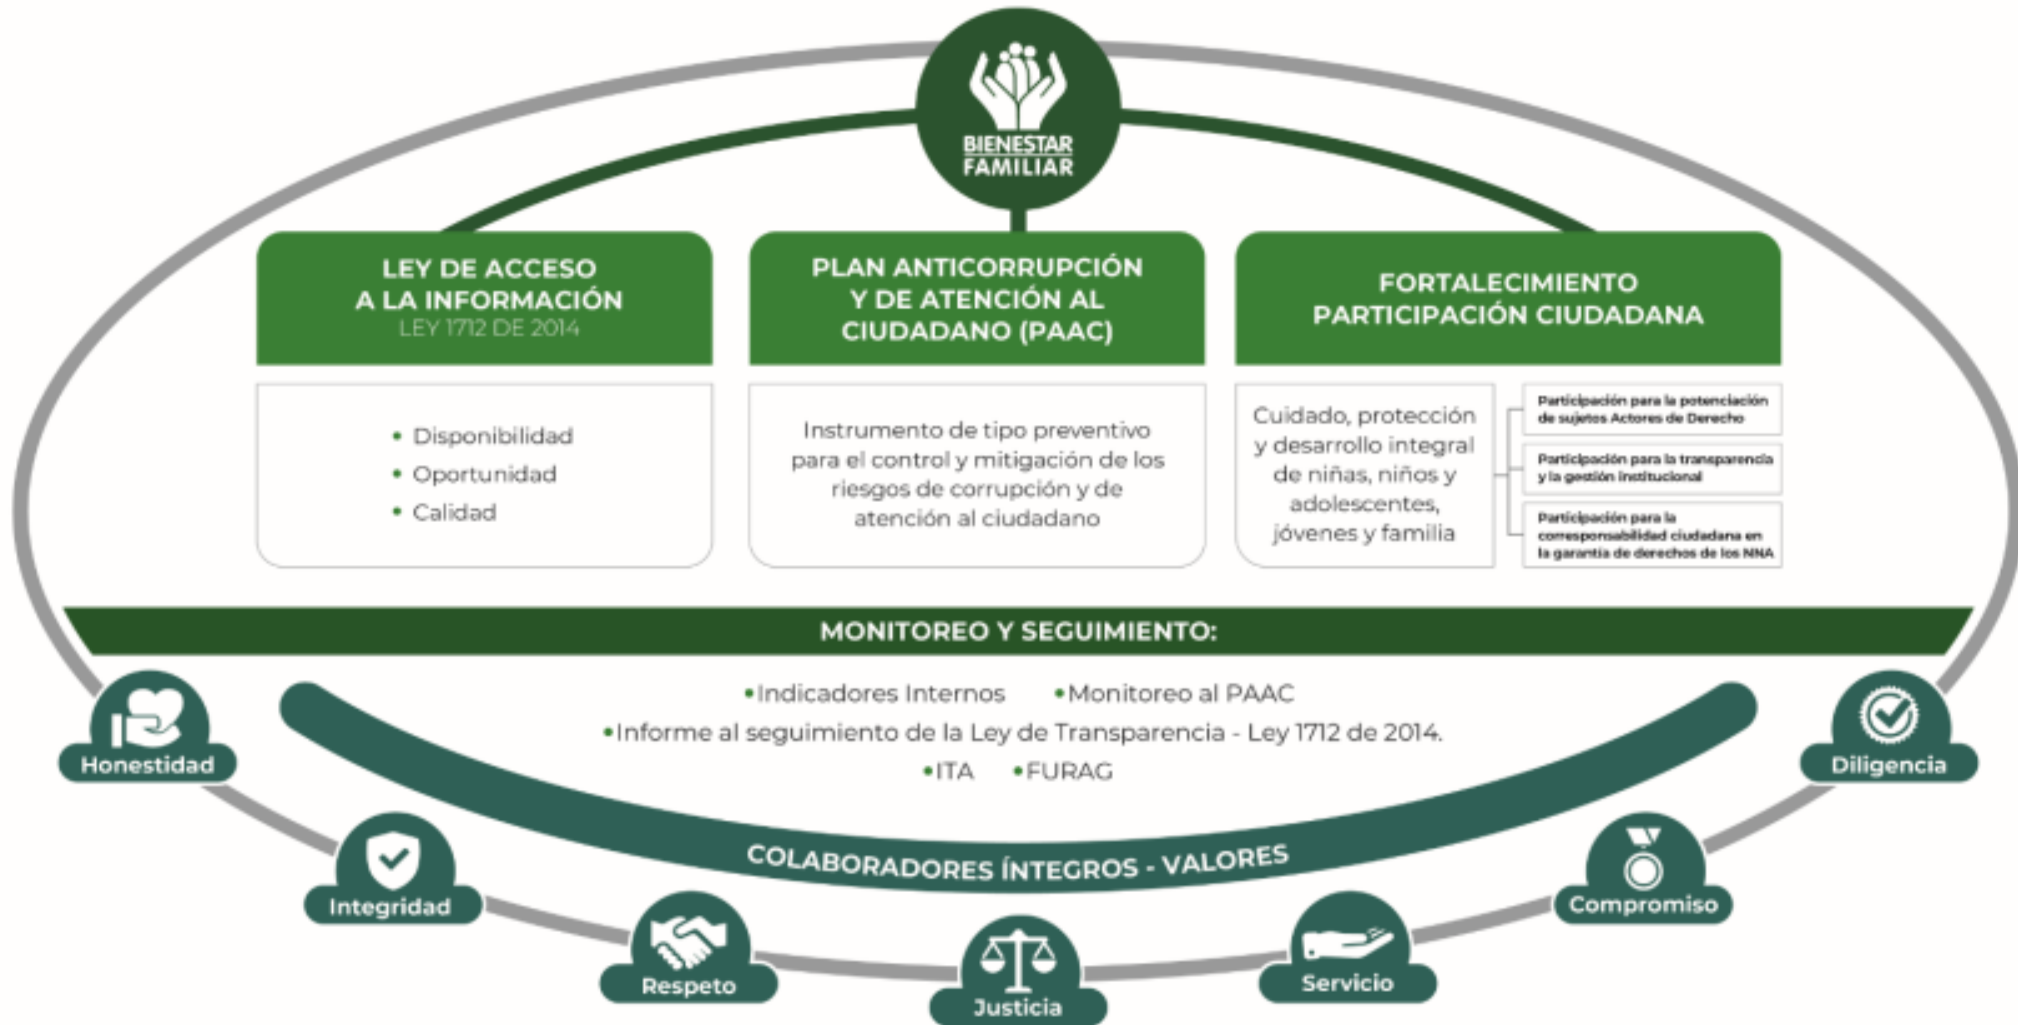 BIENESTAR
FAMILIAR
LEY DE ACCESO
A LA INFORMACIÓN
LEY 1712 DE 2014
• Disponibilidad
• Oportunidad
• Calidad
PLAN ANTICORRUPCIÓN
Y DE ATENCIÓN AL
CIUDADANO (PAAC)
Instrumento de tipo preventivo
para el control y mitigación de los
riesgos de corrupción y de
atención al ciudadano
FORTALECIMIENTO
PARTICIPACIÓN CIUDADANA
Cuidado, protección
y desarrollo integral
de niñas, niños y
adolescentes,
jóvenes y familia
Participación para la potenciación
de sujetos Actores de Derecho
Participación para la transparencia
y la gestión institucional
Participación para la
corresponsabilidad ciudadana en
la garantía de derechos de los NNA
MONITOREO Y SEGUIMIENTO:
•Indicadores Internos •Monitoreo al PAAC
•Informe al seguimiento de la Ley de Transparencia - Ley 1712 de 2014.
•ITA •FURAG
COLABORADORES ÍNTEGROS - VALORES
Honestidad
Integridad
Respeto
Justicia
Servicio
Compromiso
Diligencia